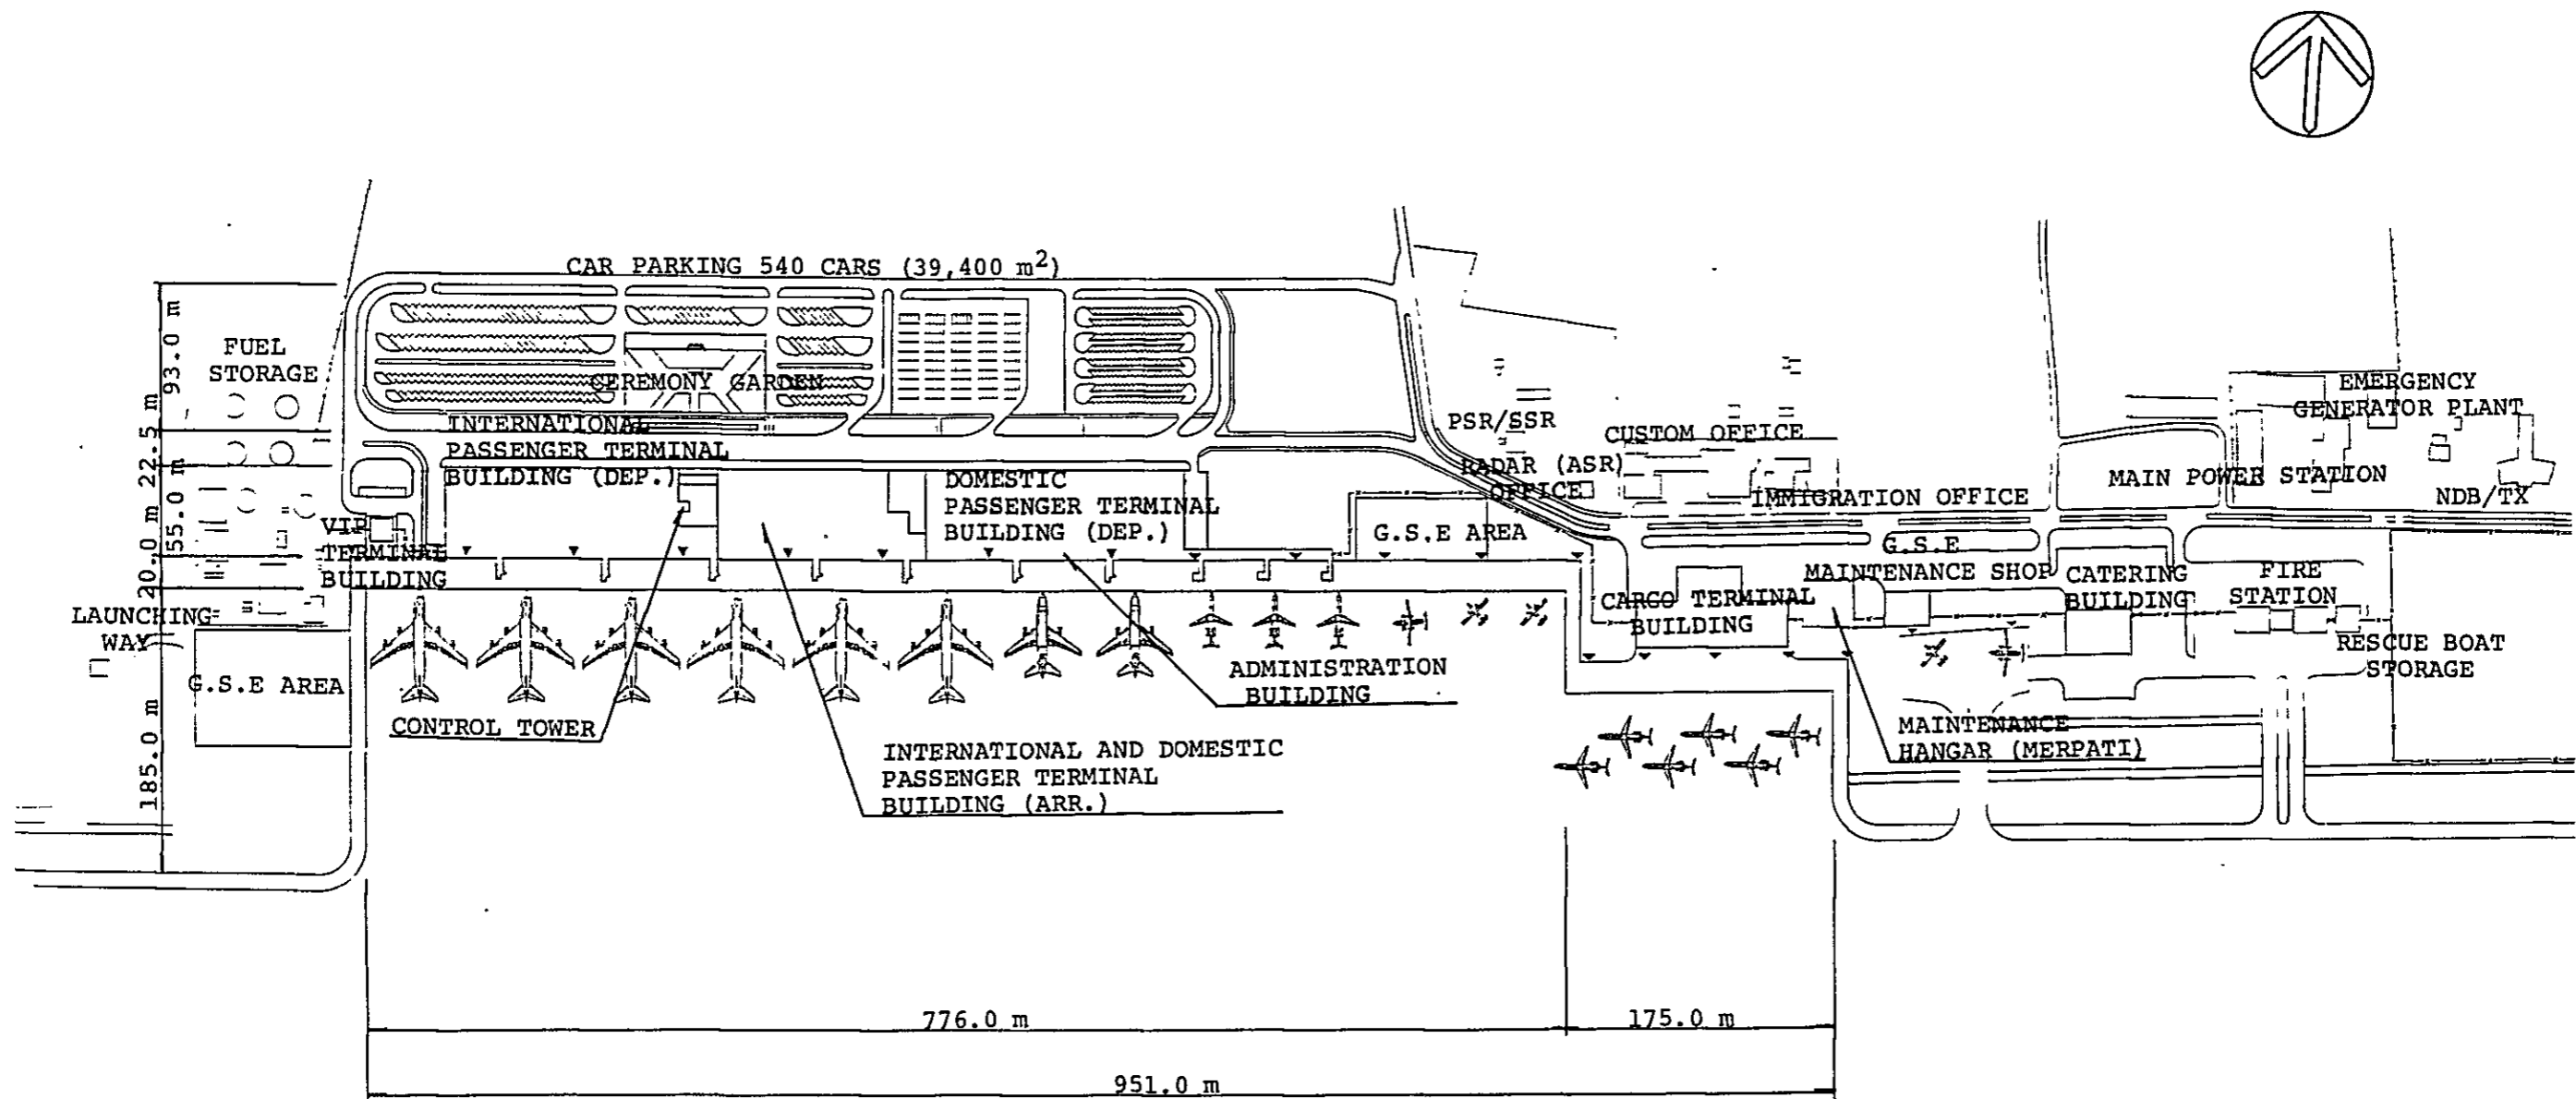 CAR PARKING 540 CARS (39,400 m²)
93.0 m
22.5 m
55.0 m
20.0 m
185.0 m
FUEL
STORAGE
CEREMONY GARDEN
INTERNATIONAL
PASSENGER TERMINAL
BUILDING (DEP.)
DOMESTIC
PASSENGER TERMINAL
BUILDING (DEP.)
VIP
TERMINAL
BUILDING
LAUNCHING
WAY
G.S.E AREA
CONTROL TOWER
INTERNATIONAL AND DOMESTIC
PASSENGER TERMINAL
BUILDING (ARR.)
ADMINISTRATION
BUILDING
G.S.E AREA
PSR/SSR
RADAR (ASR)
OFFICE
CUSTOM OFFICE
IMMIGRATION OFFICE
G.S.E
MAINTENANCE SHOP
CARGO TERMINAL
BUILDING
CATERING
BUILDING
MAINTENANCE
HANGAR (MERPATI)
EMERGENCY
GENERATOR PLANT
MAIN POWER STATION
NDB/TX
FIRE
STATION
RESCUE BOAT
STORAGE
776.0 m
175.0 m
951.0 m